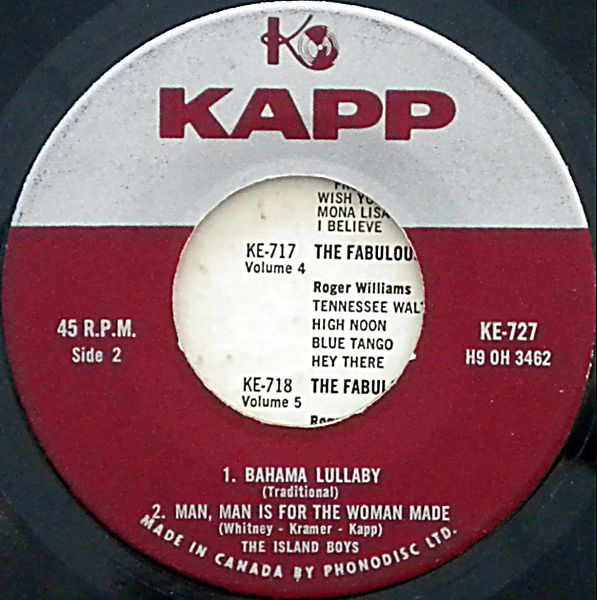 KAPP
WISH
MONA LISA
I BELIEVE
KE-717 THE FABULOU
Volume 4
Roger Williams
TENNESSEE WAL
HIGH NOON
BLUE TANGO
HEY THERE
KE-718 THE FABUL
Volume 5
45 R.P.M.
Side 2
KE-727
H9 OH 3462
1. BAHAMA LULLABY
(Traditional)
2. MAN, MAN IS FOR THE WOMAN MADE
(Whitney - Kramer - Kapp)
THE ISLAND BOYS
MADE IN CANADA BY PHONODISC LTD.